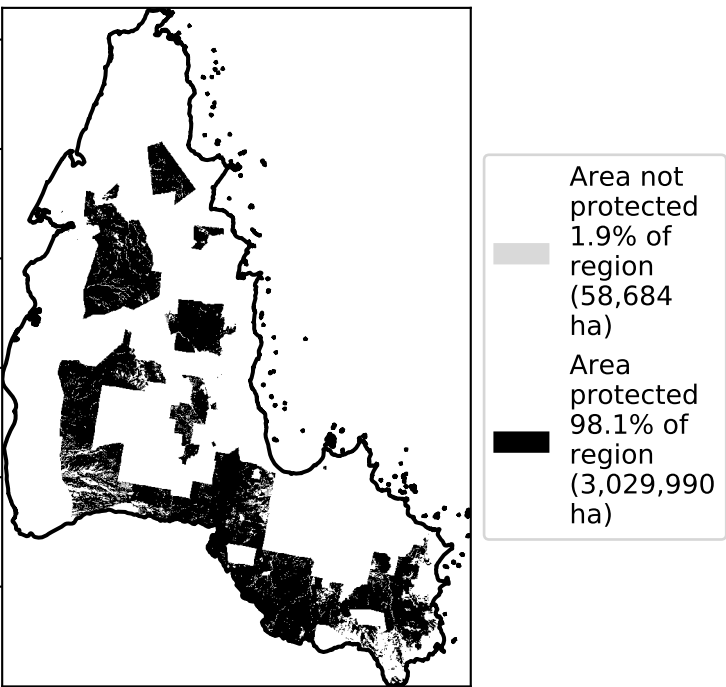 Area not
protected
1.9% of
region
(58,684
ha)
Area
protected
98.1% of
region
(3,029,990
ha)